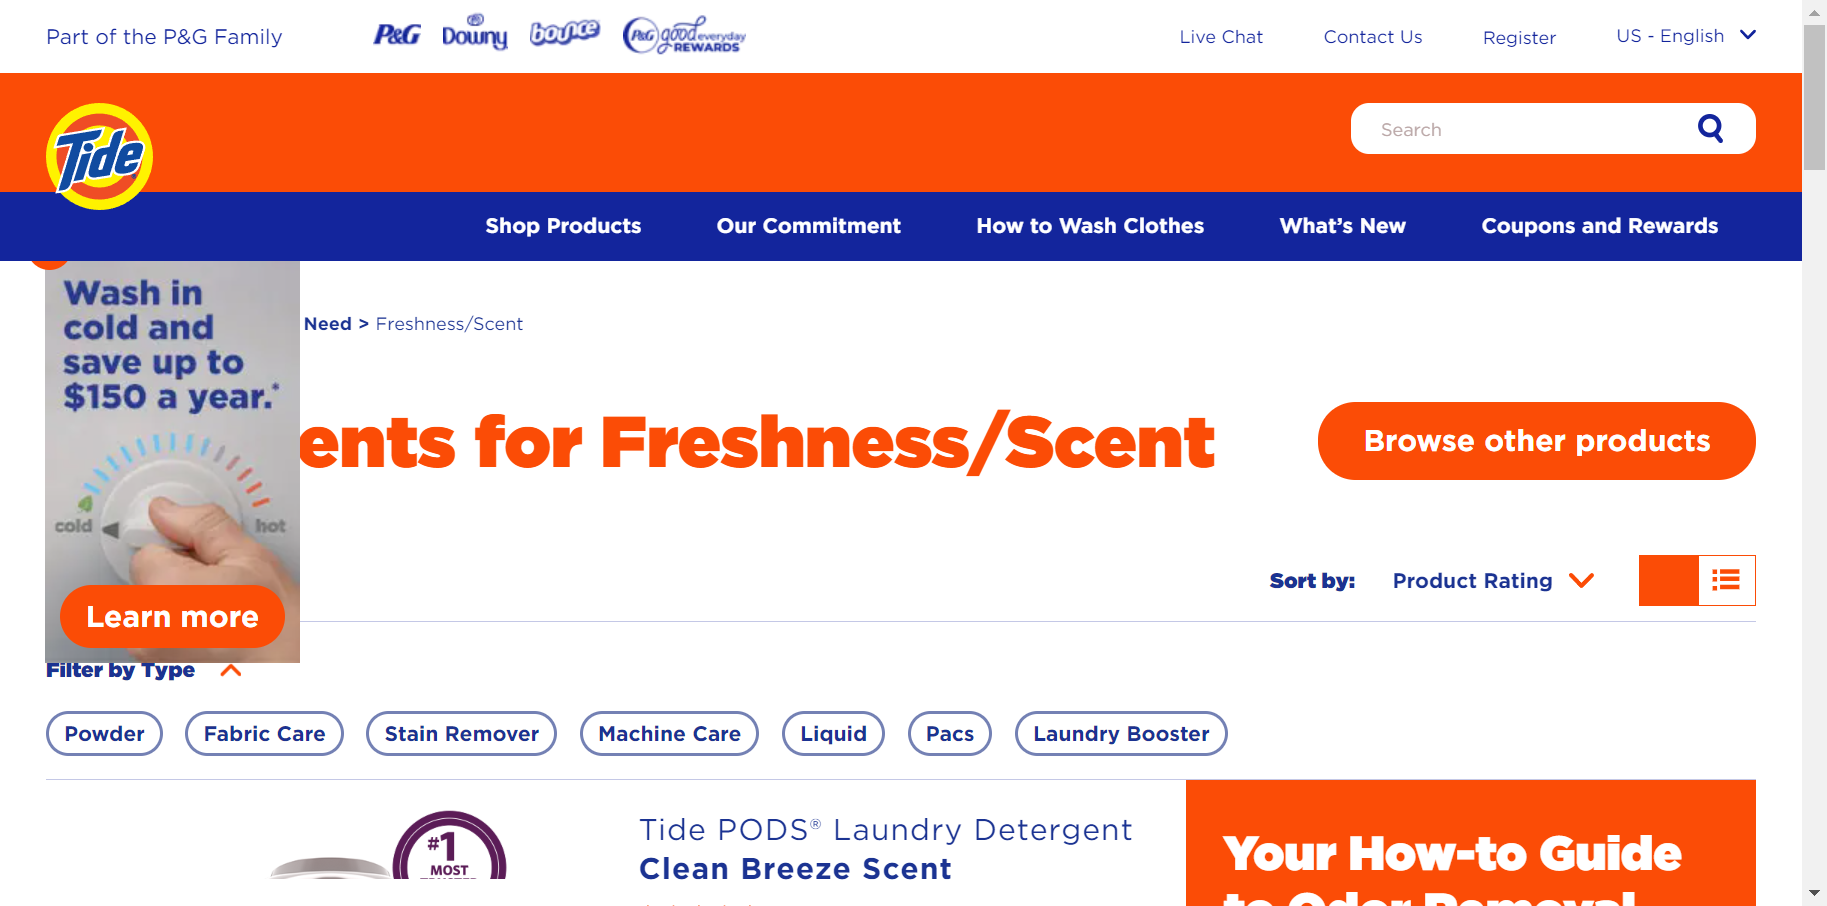 Part of the P&G Family
P&G
Downy
bounce
P&G good everyday
REWARDS
Live Chat
Contact Us
Register
US - English
Tide
Search
Shop Products
Our Commitment
How to Wash Clothes
What's New
Coupons and Rewards
Wash in
cold and
save up to
$150 a year.*
cold
hot
Learn more
Need > Freshness/Scent
ents for Freshness/Scent
Browse other products
Sort by:
Product Rating
Filter by Type
Powder
Fabric Care
Stain Remover
Machine Care
Liquid
Pacs
Laundry Booster
#1
MOST
Tide PODS® Laundry Detergent
Clean Breeze Scent
Your How-to Guide
to Odor Removal